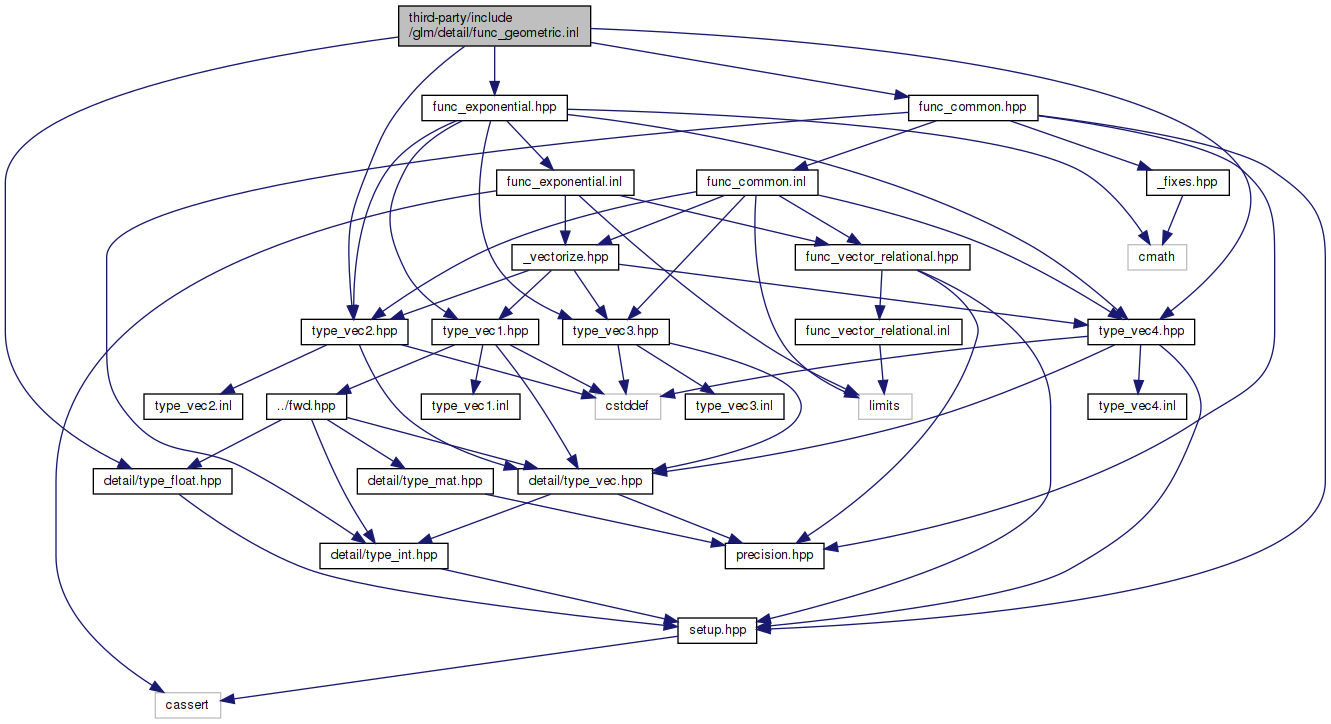 third-party/include
/glm/detail/func_geometric.inl
func_exponential.hpp
func_common.hpp
func_exponential.inl
func_common.inl
_fixes.hpp
_vectorize.hpp
func_vector_relational.hpp
cmath
type_vec2.hpp
type_vec1.hpp
type_vec3.hpp
func_vector_relational.inl
type_vec4.hpp
type_vec2.inl
../fwd.hpp
type_vec1.inl
cstddef
type_vec3.inl
limits
type_vec4.inl
detail/type_float.hpp
detail/type_mat.hpp
detail/type_vec.hpp
detail/type_int.hpp
precision.hpp
setup.hpp
cassert